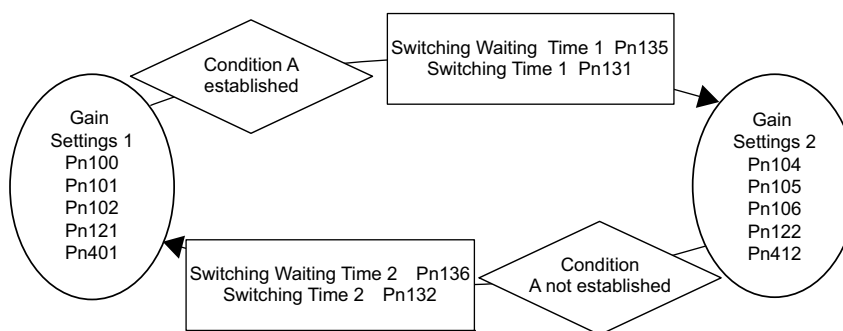 Condition A
established
Switching Waiting Time 1 Pn135
Switching Time 1 Pn131
Gain
Settings 1
Pn100
Pn101
Pn102
Pn121
Pn401
Gain
Settings 2
Pn104
Pn105
Pn106
Pn122
Pn412
Switching Waiting Time 2 Pn136
Switching Time 2 Pn132
Condition
A not established